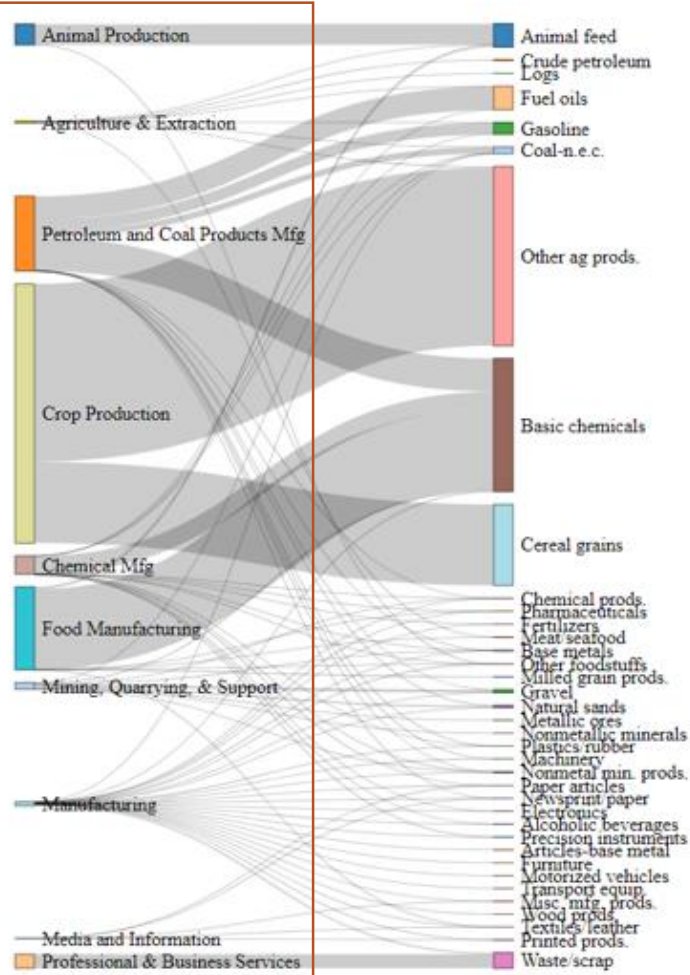 Animal Production
Agriculture & Extraction
Petroleum and Coal Products Mfg
Crop Production
Chemical Mfg
Food Manufacturing
Mining, Quarrying, & Support
Manufacturing
Media and Information
Professional & Business Services
Animal feed
Crude petroleum
Logs
Fuel oils
Gasoline
Coal-n.e.c.
Other ag prods.
Basic chemicals
Cereal grains
Chemical prods.
Pharmaceuticals
Fertilizers
Meat/seafood
Base metals
Other foodstuffs
Milled grain prods.
Gravel
Natural sands
Metallic ores
Nonmetallic minerals
Plastics/rubber
Machinery
Nonmetal min. prods.
Paper articles
Newsprint paper
Electronics
Alcoholic beverages
Precision instruments
Articles-base metal
Furniture
Motorized vehicles
Transport equip.
Misc. mfg. prods.
Wood prods.
Textiles/leather
Printed prods.
Waste/scrap